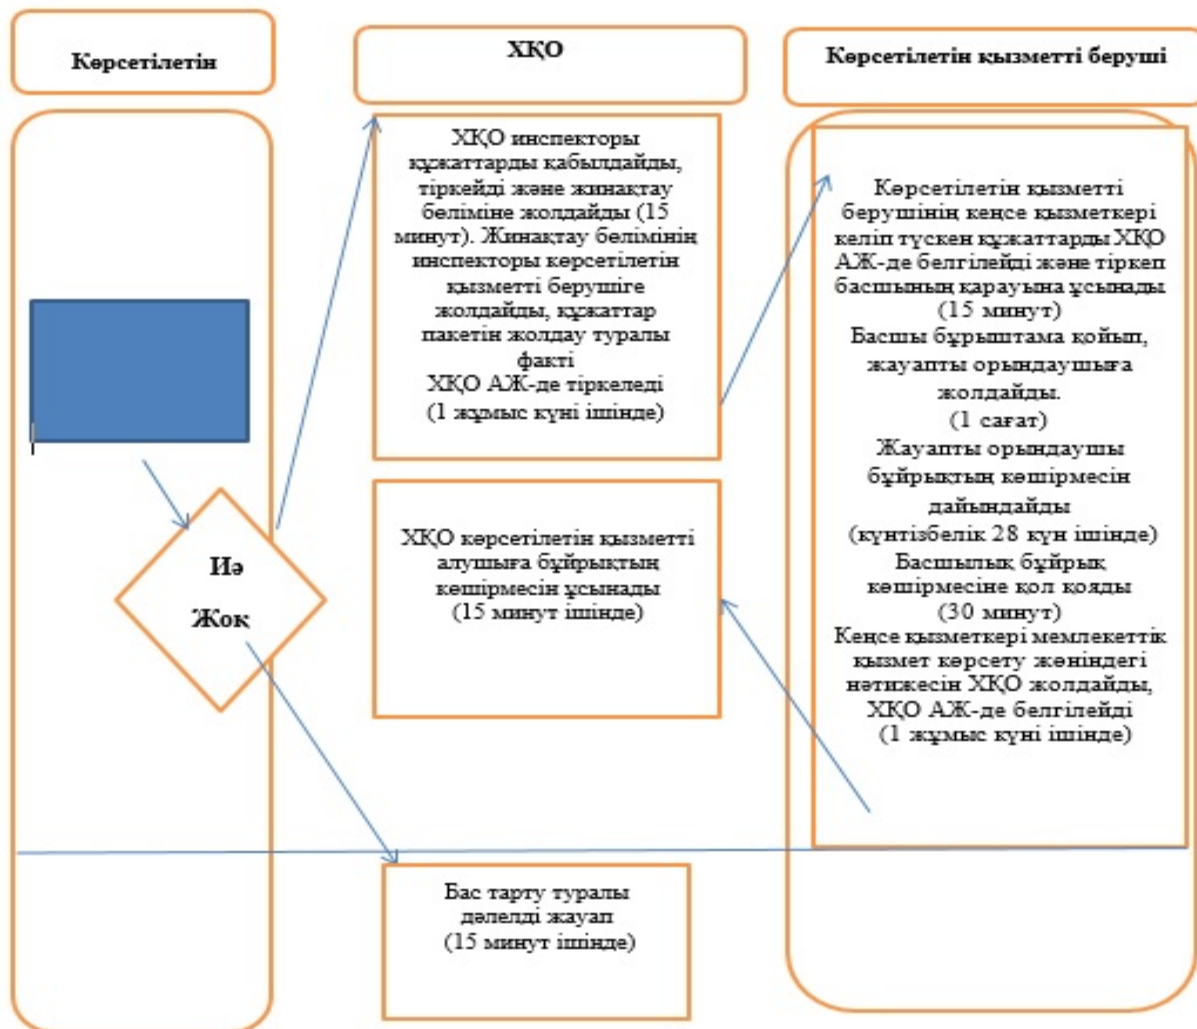 Көрсетілетін
ХҚО
Көрсетілетін қызметті беруші
ХҚО инспекторы
құжаттарды қабылдайды,
тіркейді және жинақтау
бөліміне жолдайды (15
минут). Жинақтау бөлімінің
инспекторы көрсетілетін
қызметті берушіге
жолдайды, құжаттар
пакетін жолдау туралы
факті
ХҚО АЖ-де тіркеледі
(1 жұмыс күні ішінде)
Көрсетілетін қызметті
берушінің кеңсе қызметкері
келіп түскен құжаттарды ХҚО
АЖ-де белгілейді және тіркеп
басшының қарауына ұсынады
(15 минут)
Басшы бұрыштама қойып,
жауапты орындаушыға
жолдайды.
(1 сағат)
Жауапты орындаушы
бұйрықтың көшірмесін
дайындайды
(күнтізбелік 28 күн ішінде)
Басшылық бұйрық
көшірмесіне қол қояды
(30 минут)
Кеңсе қызметкері мемлекеттік
қызмет көрсету жөніндегі
нәтижесін ХҚО жолдайды,
ХҚО АЖ-де белгілейді
(1 жұмыс күні ішінде)
Иә
Жоқ
ХҚО көрсетілетін қызметті
алушыға бұйрықтың
көшірмесін ұсынады
(15 минут ішінде)
Бас тарту туралы
дәлелді жауап
(15 минут ішінде)